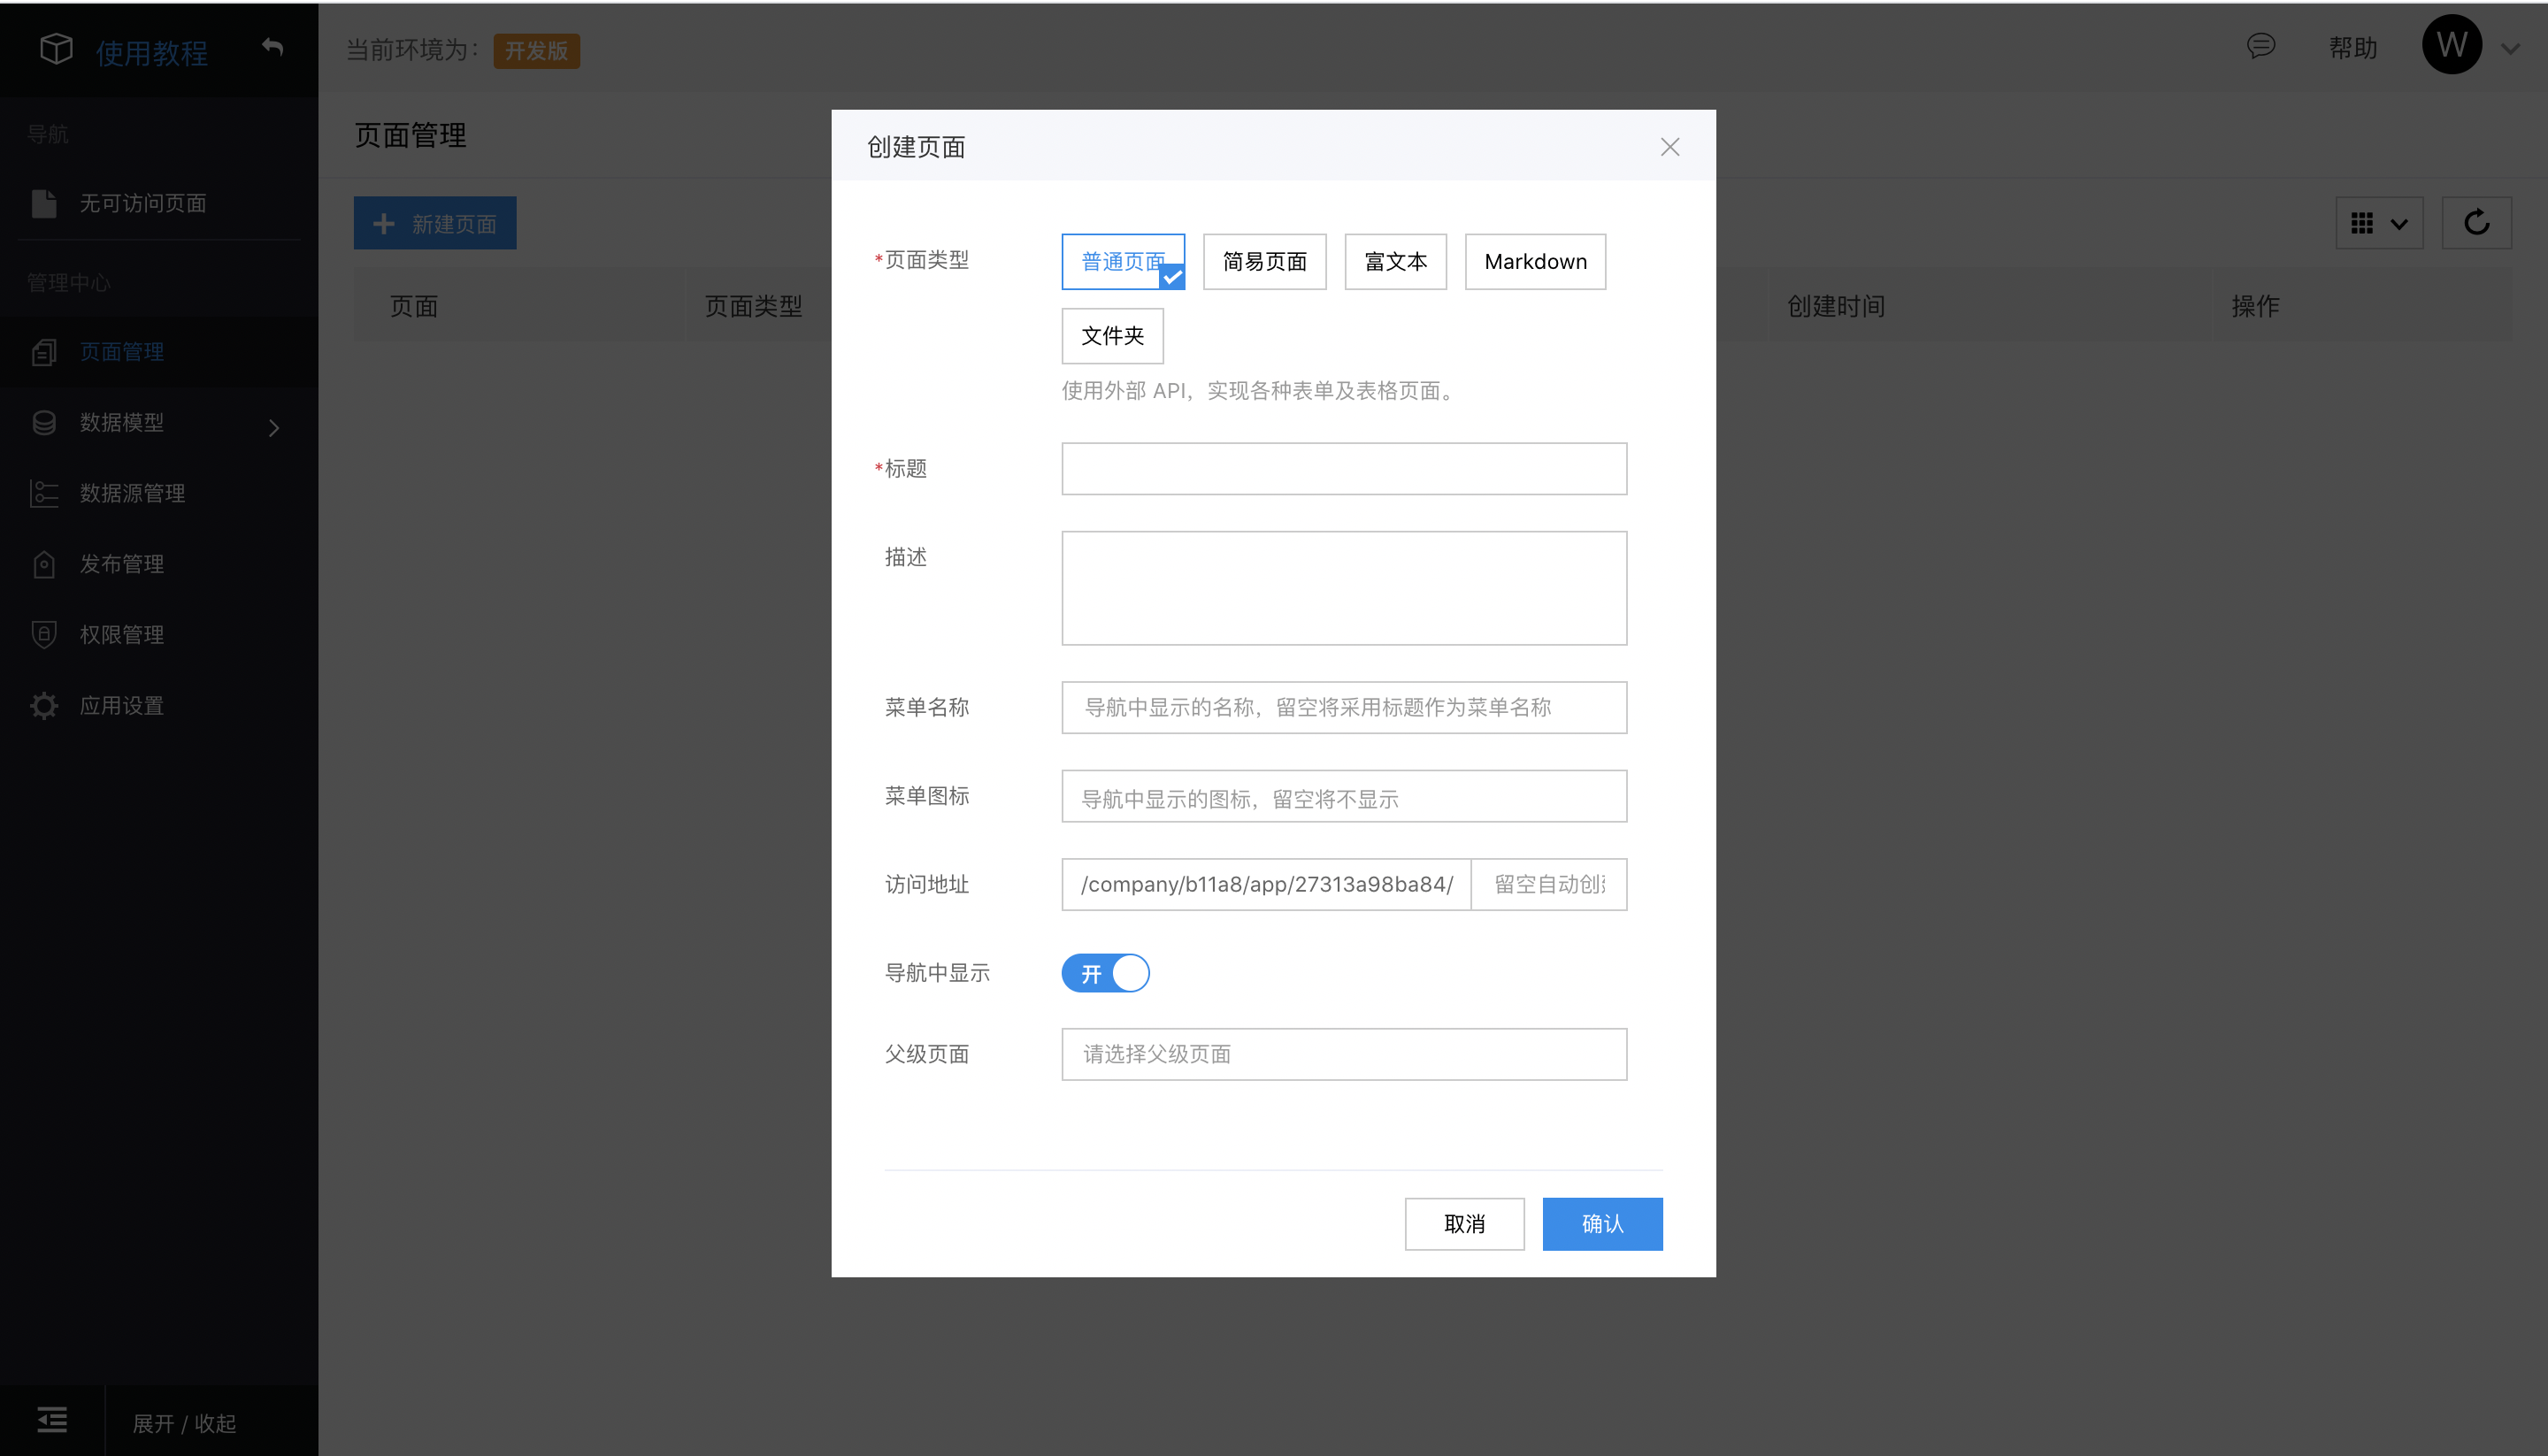 使用教程
当前环境为：
开发版
帮助
W
导航
无可访问页面
管理中心
页面管理
数据模型
数据源管理
发布管理
权限管理
应用设置
展开 / 收起
页面管理
新建页面
页面
页面类型
创建时间
操作
创建页面
*页面类型
普通页面
简易页面
富文本
Markdown
文件夹
使用外部 API，实现各种表单及表格页面。
*标题
描述
菜单名称
导航中显示的名称，留空将采用标题作为菜单名称
菜单图标
导航中显示的图标，留空将不显示
访问地址
/company/b11a8/app/27313a98ba84/
留空自动创
导航中显示
开
父级页面
请选择父级页面
取消
确认